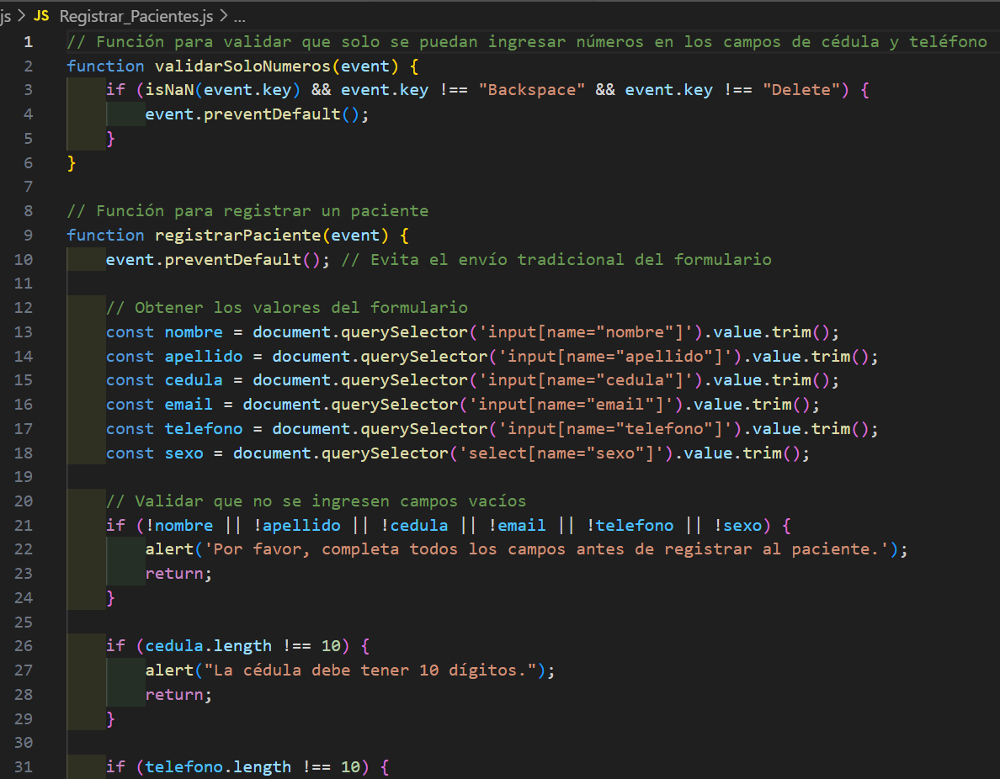 js > JS Registrar_Pacientes.js > ...
1 // Función para validar que solo se puedan ingresar números en los campos de cédula y teléfono
2 function validarSoloNumeros(event) {
3     if (isNaN(event.key) && event.key !== "Backspace" && event.key !== "Delete") {
4         event.preventDefault();
5     }
6 }
7
8 // Función para registrar un paciente
9 function registrarPaciente(event) {
10     event.preventDefault(); // Evita el envío tradicional del formulario
11
12     // Obtener los valores del formulario
13     const nombre = document.querySelector('input[name="nombre"]').value.trim();
14     const apellido = document.querySelector('input[name="apellido"]').value.trim();
15     const cedula = document.querySelector('input[name="cedula"]').value.trim();
16     const email = document.querySelector('input[name="email"]').value.trim();
17     const telefono = document.querySelector('input[name="telefono"]').value.trim();
18     const sexo = document.querySelector('select[name="sexo"]').value.trim();
19
20     // Validar que no se ingresen campos vacíos
21     if (!nombre || !apellido || !cedula || !email || !telefono || !sexo) {
22         alert('Por favor, completa todos los campos antes de registrar al paciente.');
23         return;
24     }
25
26     if (cedula.length !== 10) {
27         alert("La cédula debe tener 10 dígitos.");
28         return;
29     }
30
31     if (telefono.length !== 10) {